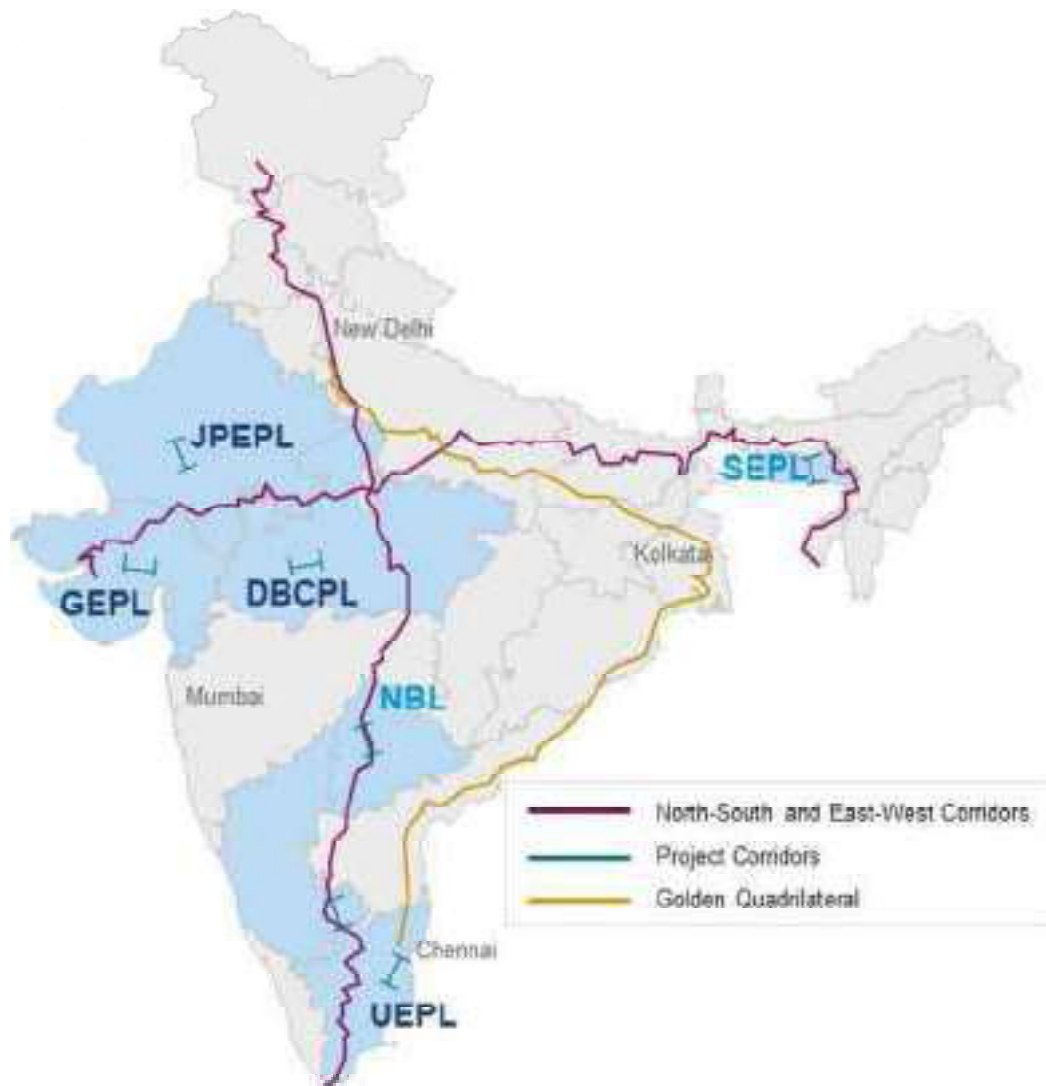 New Delhi
JPEPL
SEPL
Kolkata
GEPL
DBCPL
Mumbai
NBL
North-South and East-West Corridors
Project Corridors
Golden Quadrilateral
Chennai
UEPL